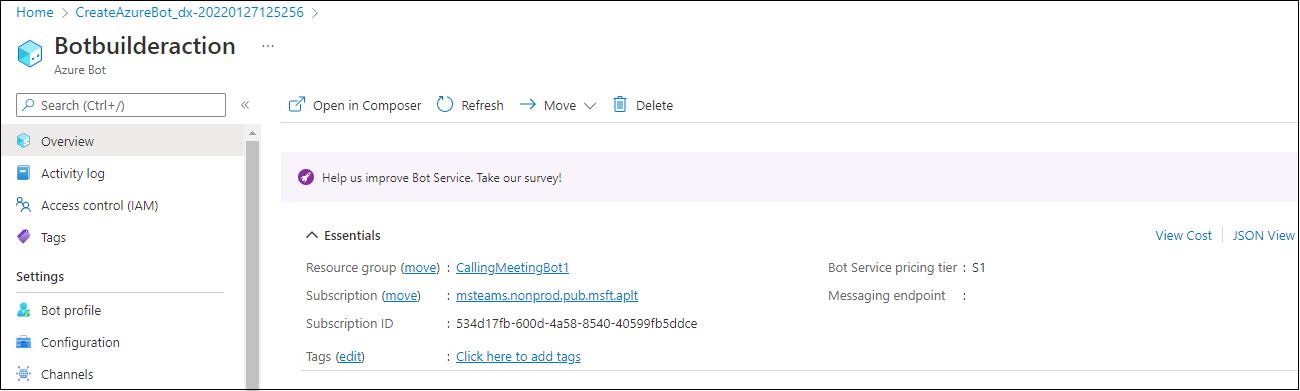 Home > CreateAzureBot_dx-20220127125256 >
Botbuilderaction ...
Azure Bot
Search (Ctrl+/) «
Open in Composer Refresh Move Delete
Overview
Activity log
Help us improve Bot Service. Take our survey!
Access control (IAM)
Tags
Essentials View Cost JSON View
Settings
Resource group (move) : CallingMeetingBot1 Bot Service pricing tier : S1
Subscription (move) : msteams.nonprod.pub.msft.aplt Messaging endpoint :
Bot profile
Subscription ID : 534d17fb-600d-4a58-8540-40599fb5ddce
Configuration
Tags (edit) : Click here to add tags
Channels